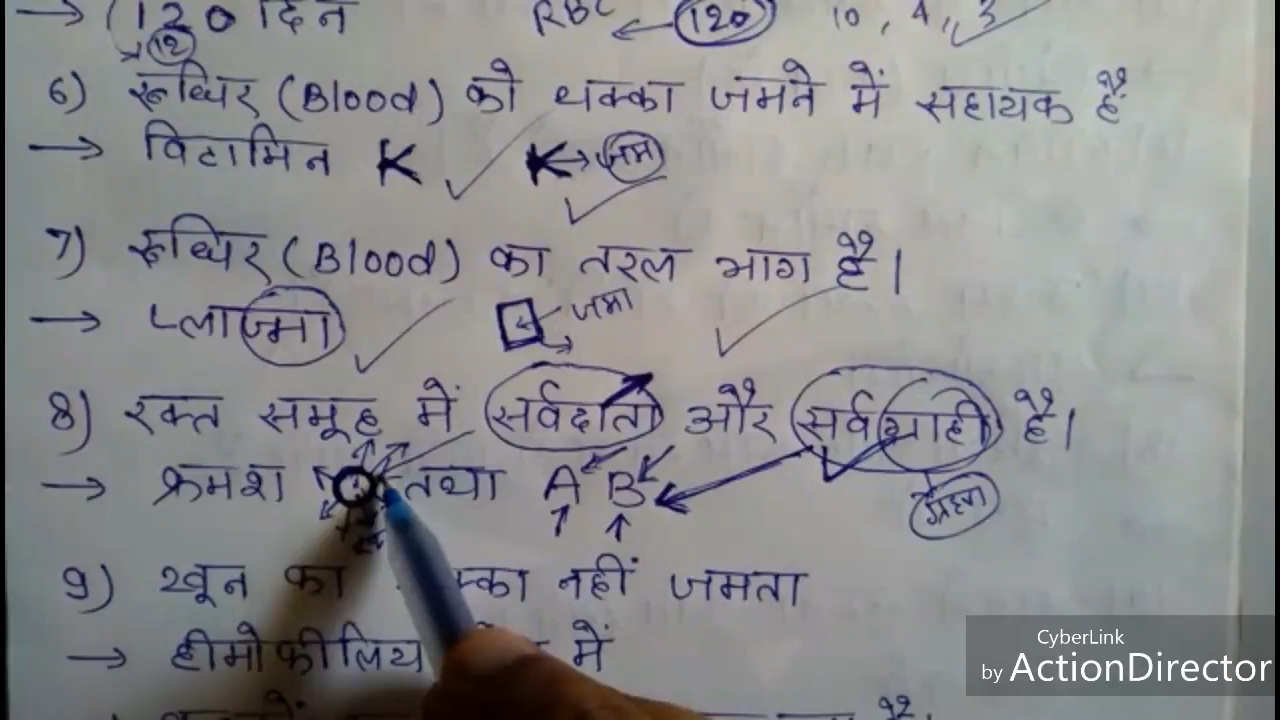 → 120 दिन RBC ← 120 10, 4, 3
12
6) रूधिर (Blood) को थक्का जमने में सहायक है
→ विटामिन K K→ जम
7) रूधिर (Blood) का तरल भाग है।
→ प्लाज्मा जमा
8) रक्त समूह में सर्वदाता और सर्वग्राही है।
→ क्रमश O तथा A B ग्रहण
9) खून का नहीं जमता
→ हीमोफीलिय में
CyberLink
by ActionDirector